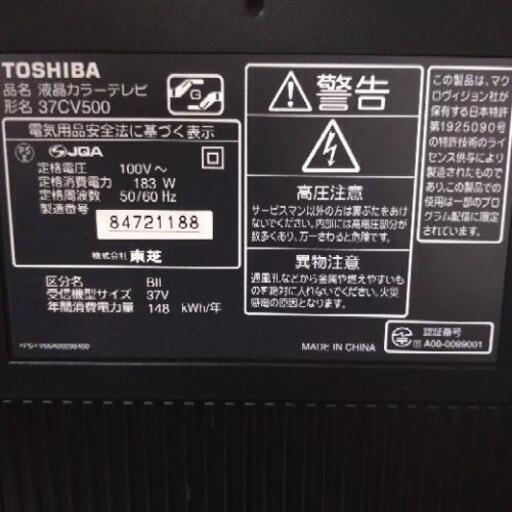 TOSHIBA
品名 液晶カラーテレビ
形名 37CV500
電気用品安全法に基づく表示
PS E JQA
定格電圧 100V～
定格消費電力 183 W
定格周波数 50/60 Hz
製造番号
84721188
株式会社 東芝
区分名 BII
受信機型サイズ 37V
年間消費電力量 148 kWh/年
警告
高圧注意
サービスマン以外の方は裏ぶたをあけ
ないでください。内部には高電圧部分が
数多くあり、万一さわると危険です。
異物注意
通風孔などから金属や燃えやすいも
のを絶対に入れないでください。火災
感電の原因となります。
MADE IN CHINA
この製品は、マク
ロヴィジョン社が
保有する日本特許
第1925090号
の特許技術のライ
センス供与により
製造されたもので
あり、この製品での
使用は一部のプロ
グラム配信に限定
されています。
認証番号
T A00-0099001